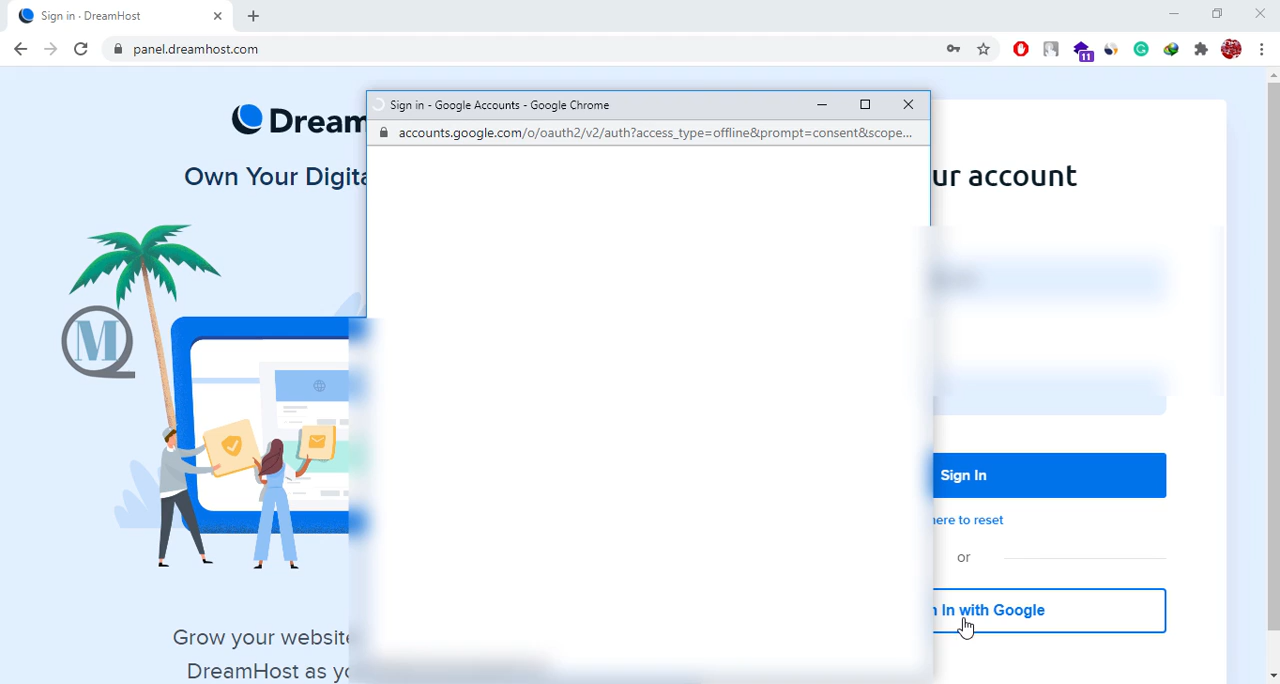 Sign in · DreamHost
panel.dreamhost.com
11
Sign in - Google Accounts - Google Chrome
accounts.google.com/o/oauth2/v2/auth?access_type=offline&prompt=consent&scope...
Dream
Own Your Digita
ur account
M
Sign In
here to reset
or
n In with Google
Grow your website
DreamHost as yo